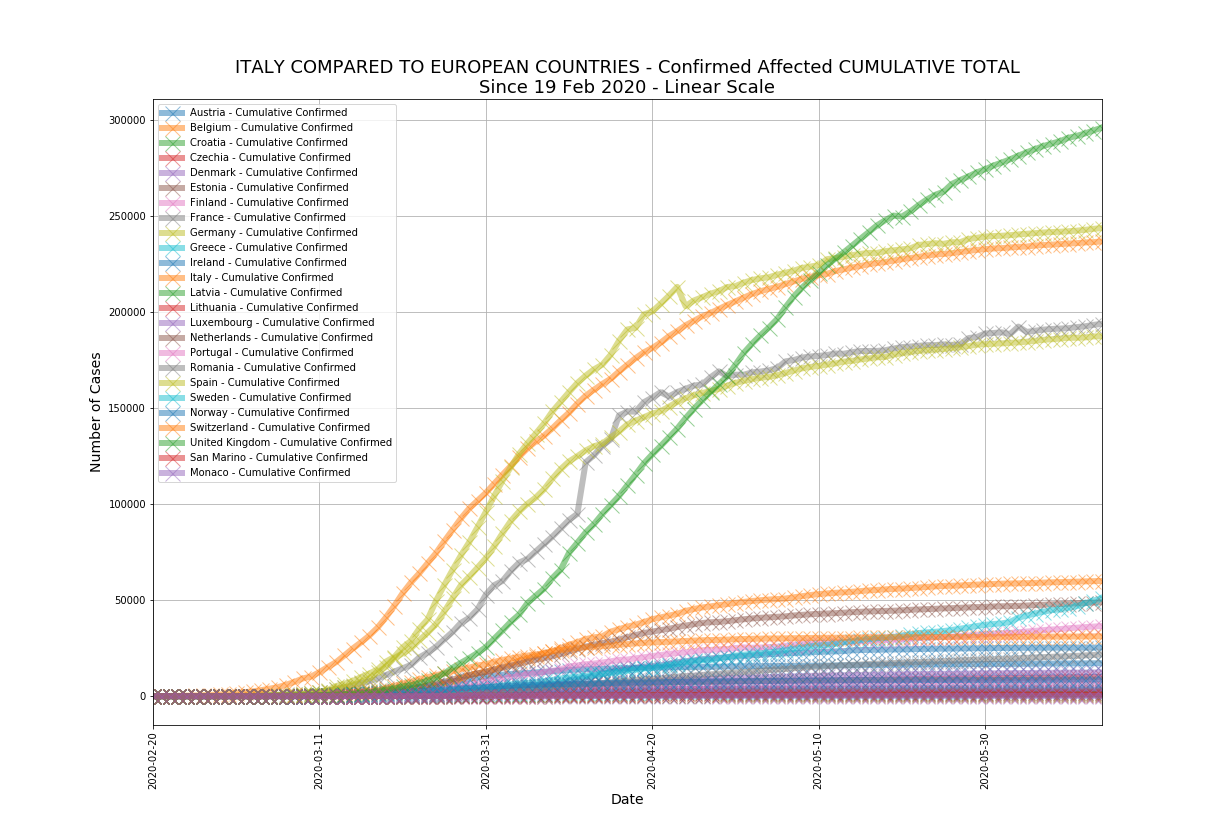 ITALY COMPARED TO EUROPEAN COUNTRIES - Confirmed Affected CUMULATIVE TOTAL
Since 19 Feb 2020 - Linear Scale
Austria - Cumulative Confirmed
Belgium - Cumulative Confirmed
Croatia - Cumulative Confirmed
Czechia - Cumulative Confirmed
Denmark - Cumulative Confirmed
Estonia - Cumulative Confirmed
Finland - Cumulative Confirmed
France - Cumulative Confirmed
Germany - Cumulative Confirmed
Greece - Cumulative Confirmed
Ireland - Cumulative Confirmed
Italy - Cumulative Confirmed
Latvia - Cumulative Confirmed
Lithuania - Cumulative Confirmed
Luxembourg - Cumulative Confirmed
Netherlands - Cumulative Confirmed
Portugal - Cumulative Confirmed
Romania - Cumulative Confirmed
Spain - Cumulative Confirmed
Sweden - Cumulative Confirmed
Norway - Cumulative Confirmed
Switzerland - Cumulative Confirmed
United Kingdom - Cumulative Confirmed
San Marino - Cumulative Confirmed
Monaco - Cumulative Confirmed
Number of Cases
300000
250000
200000
150000
100000
50000
0
2020-02-20
2020-03-11
2020-03-31
2020-04-20
2020-05-10
2020-05-30
Date